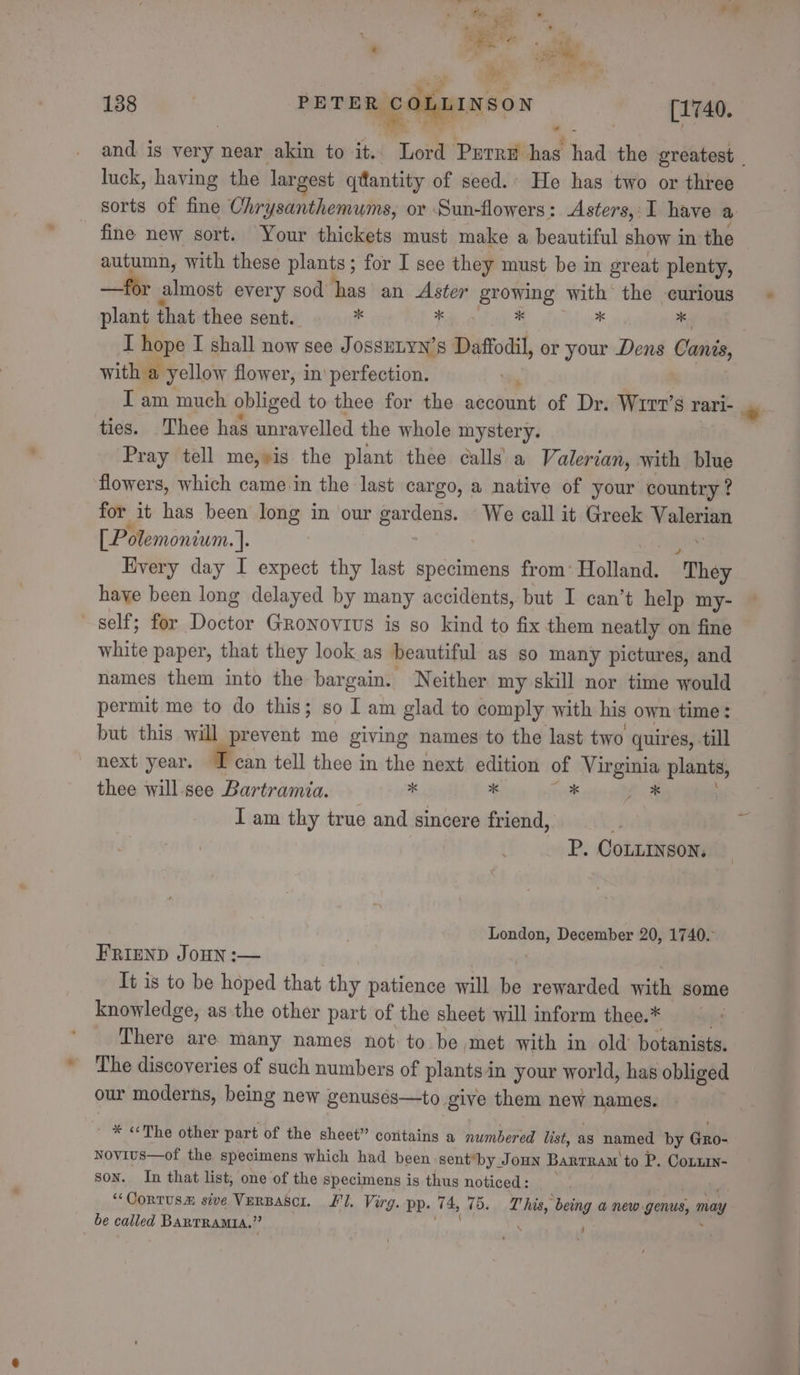 138 PETER COLLINSON [1740.
and is very near akin to it. Lord PETRE has had the greatest
luck, having the largest quantity of seed. He has two or three
sorts of fine Chrysanthemums, or Sun-flowers: Asters, I have a
fine new sort. Your thickets must make a beautiful show in the
autumn, with these plants; for I see they must be in great plenty,
—for almost every sod has an Aster growing with the curious
plant that thee sent. * * * * *
I hope I shall now see JOSSELYN'S Daffodil, or your Dens Canis,
with a yellow flower, in perfection.
I am much obliged to thee for the account of Dr. WITT'S rari-
ties. Thee has unravelled the whole mystery.
Pray tell me, is the plant thee calls a Valerian, with blue
flowers, which came in the last cargo, a native of your country?
for it has been long in our gardens. We call it Greek Valerian
[Polemonium.].
Every day I expect thy last specimens from Holland. They
have been long delayed by many accidents, but I can't help my-
self; for Doctor GRONOVIUS is so kind to fix them neatly on fine
white paper, that they look as beautiful as so many pictures, and
names them into the bargain. Neither my skill nor time would
permit me to do this; so I am glad to comply with his own time:
but this will prevent me giving names to the last two quires, till
next year. I can tell thee in the next edition of Virginia plants,
thee will see Bartramia. * * * *
I am thy true and sincere friend,
P. COLLINSON.
London, December 20, 1740.
FRIEND JOHN:—
It is to be hoped that thy patience will be rewarded with some
knowledge, as the other part of the sheet will inform thee.*
There are many names not to be met with in old botanists.
The discoveries of such numbers of plants in your world, has obliged
our moderns, being new genuses—to give them new names.
* "The other part of the sheet" contains a numbered list, as named by GRO-
NOVIUS—of the specimens which had been sent by JOHN BARTRAM to P. COLLIN-
SON. In that list, one of the specimens is thus noticed:
"CORTUSÆ sive VERBASCI. Fl. Virg. pp. 74, 75. This, being a new genus, may
be called BARTRAMIA."